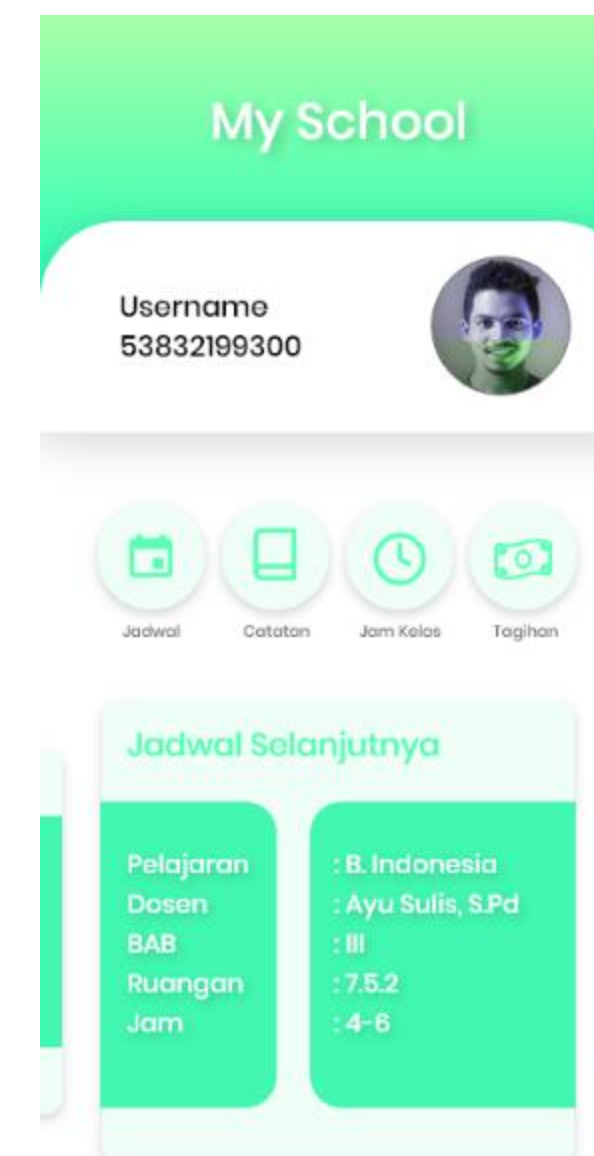 My School
Username
53832199300
Jadwal Catatan Jam Kelas Tagihan
Jadwal Selanjutnya
Pelajaran : B. Indonesia
Dosen : Ayu Sulis, S.Pd
BAB : III
Ruangan : 7.5.2
Jam : 4-6